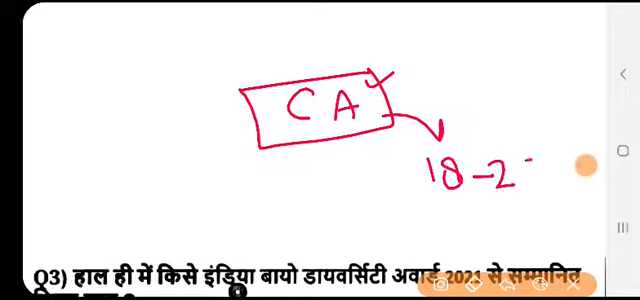 CA
18-2
Q3) हाल ही में किसे इंडिया बायो डायवर्सिटी अवार्ड 2021 से सम्मानित